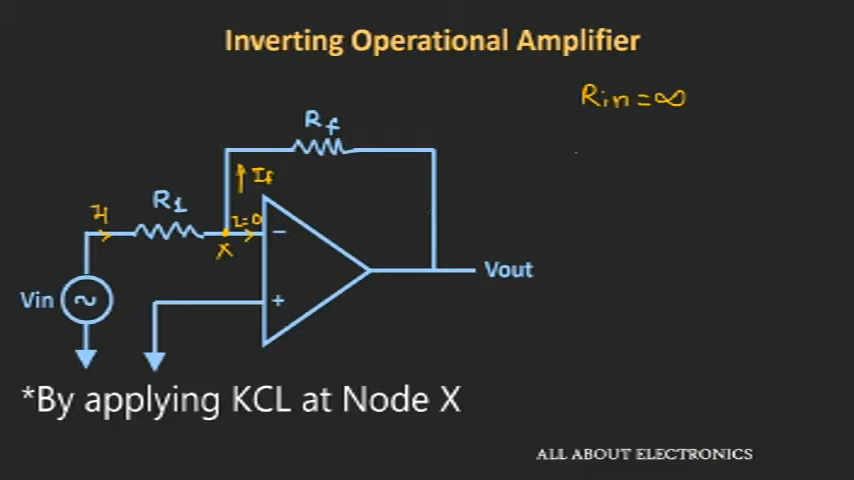 Inverting Operational Amplifier
Rin = ∞
Rf
If
R1
I1
I=0
X
−
+
Vin
Vout
*By applying KCL at Node X
ALL ABOUT ELECTRONICS